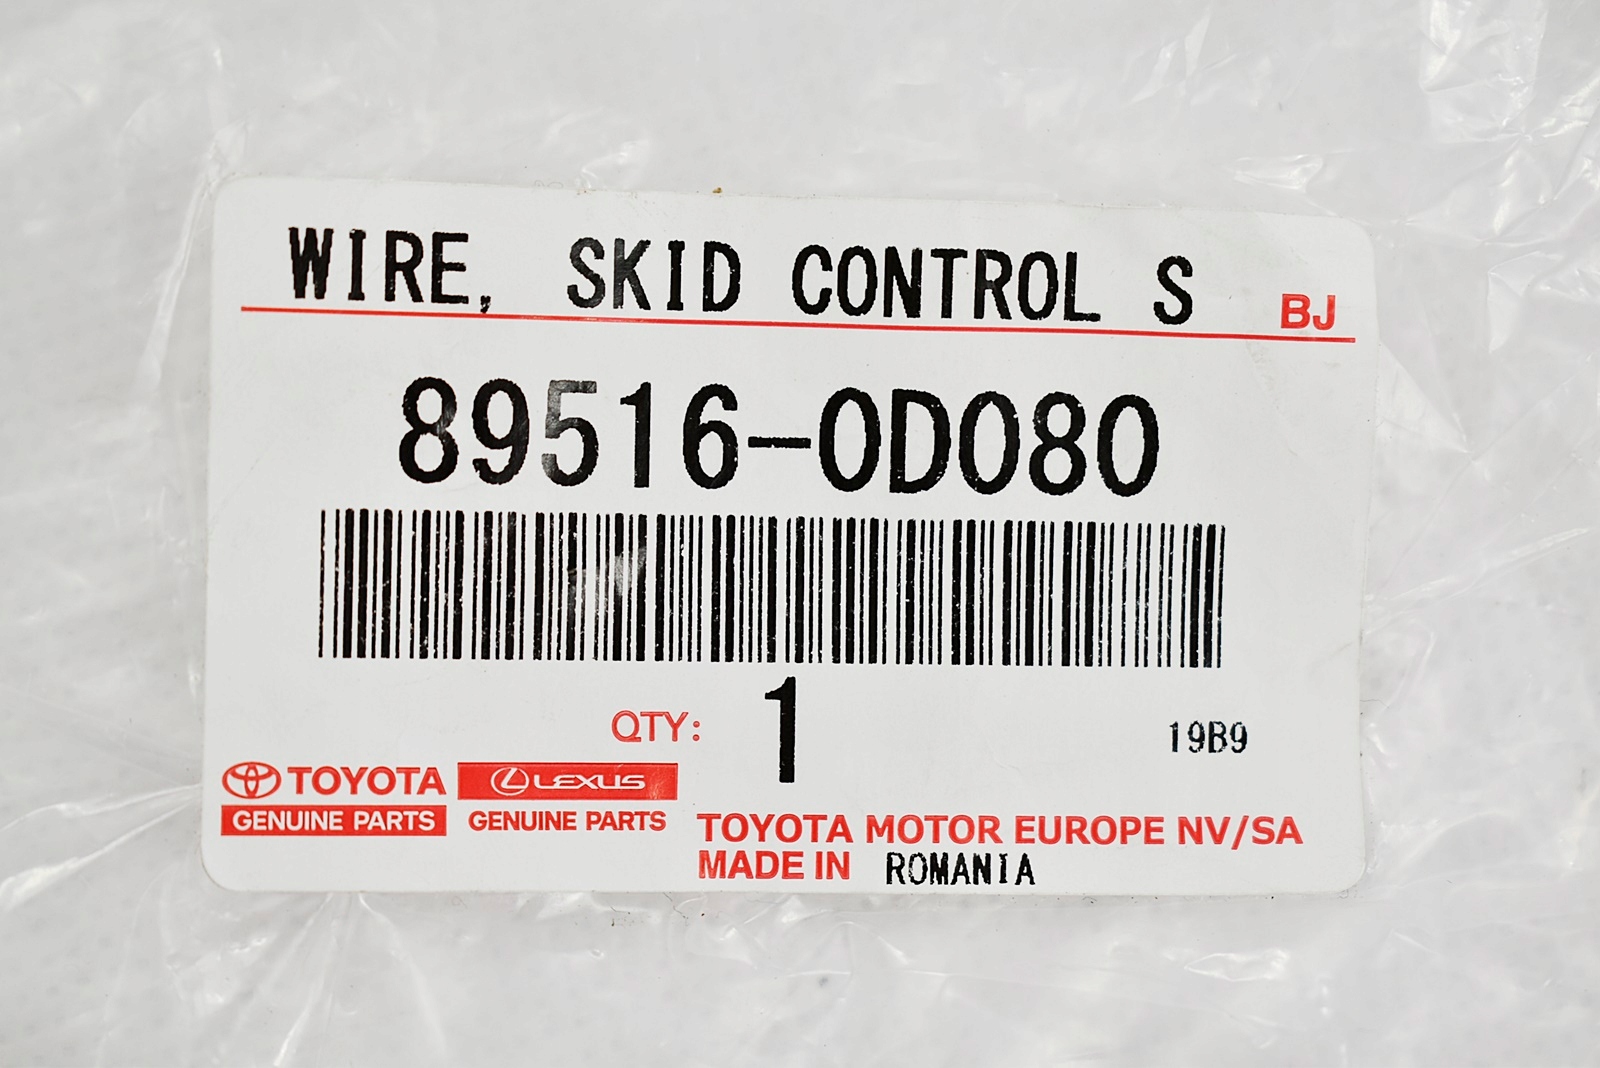 WIRE, SKID CONTROL S BJ
89516-0D080
QTY: 1
19B9
TOYOTA LEXUS
GENUINE PARTS GENUINE PARTS
TOYOTA MOTOR EUROPE NV/SA
MADE IN ROMANIA